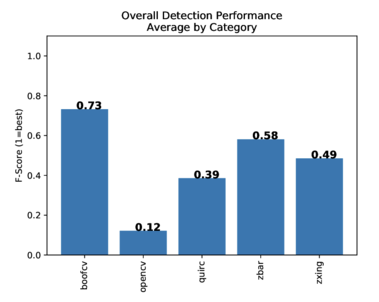 Overall Detection Performance
Average by Category
F-Score (1=best)
1.0
0.8
0.6
0.4
0.2
0.0
0.73
0.12
0.39
0.58
0.49
boofcv
opencv
quirc
zbar
zxing